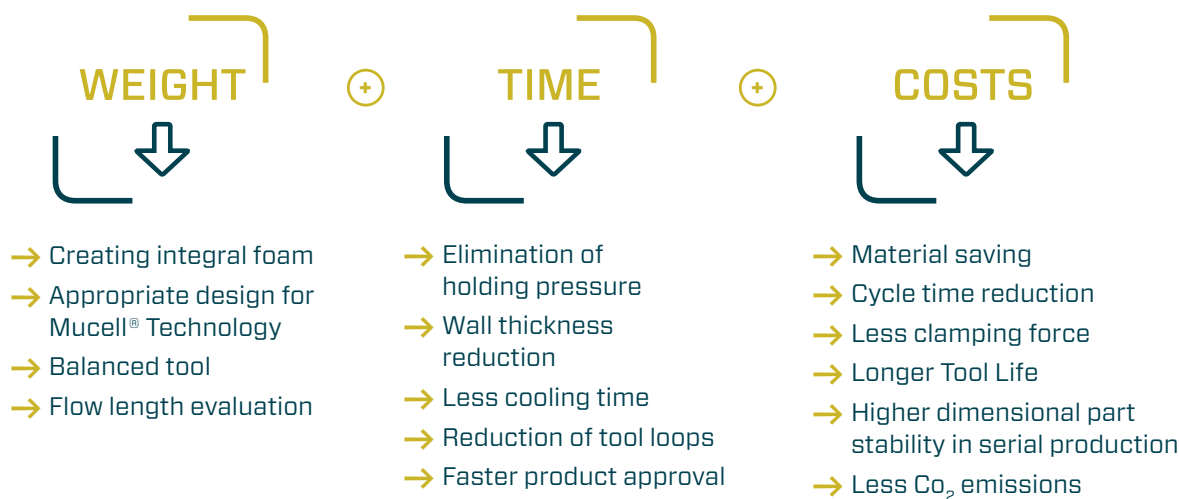 WEIGHT
Creating integral foam
Appropriate design for
Mucell® Technology
Balanced tool
Flow length evaluation
+
TIME
Elimination of
holding pressure
Wall thickness
reduction
Less cooling time
Reduction of tool loops
Faster product approval
+
COSTS
Material saving
Cycle time reduction
Less clamping force
Longer Tool Life
Higher dimensional part
stability in serial production
Less Co₂ emissions